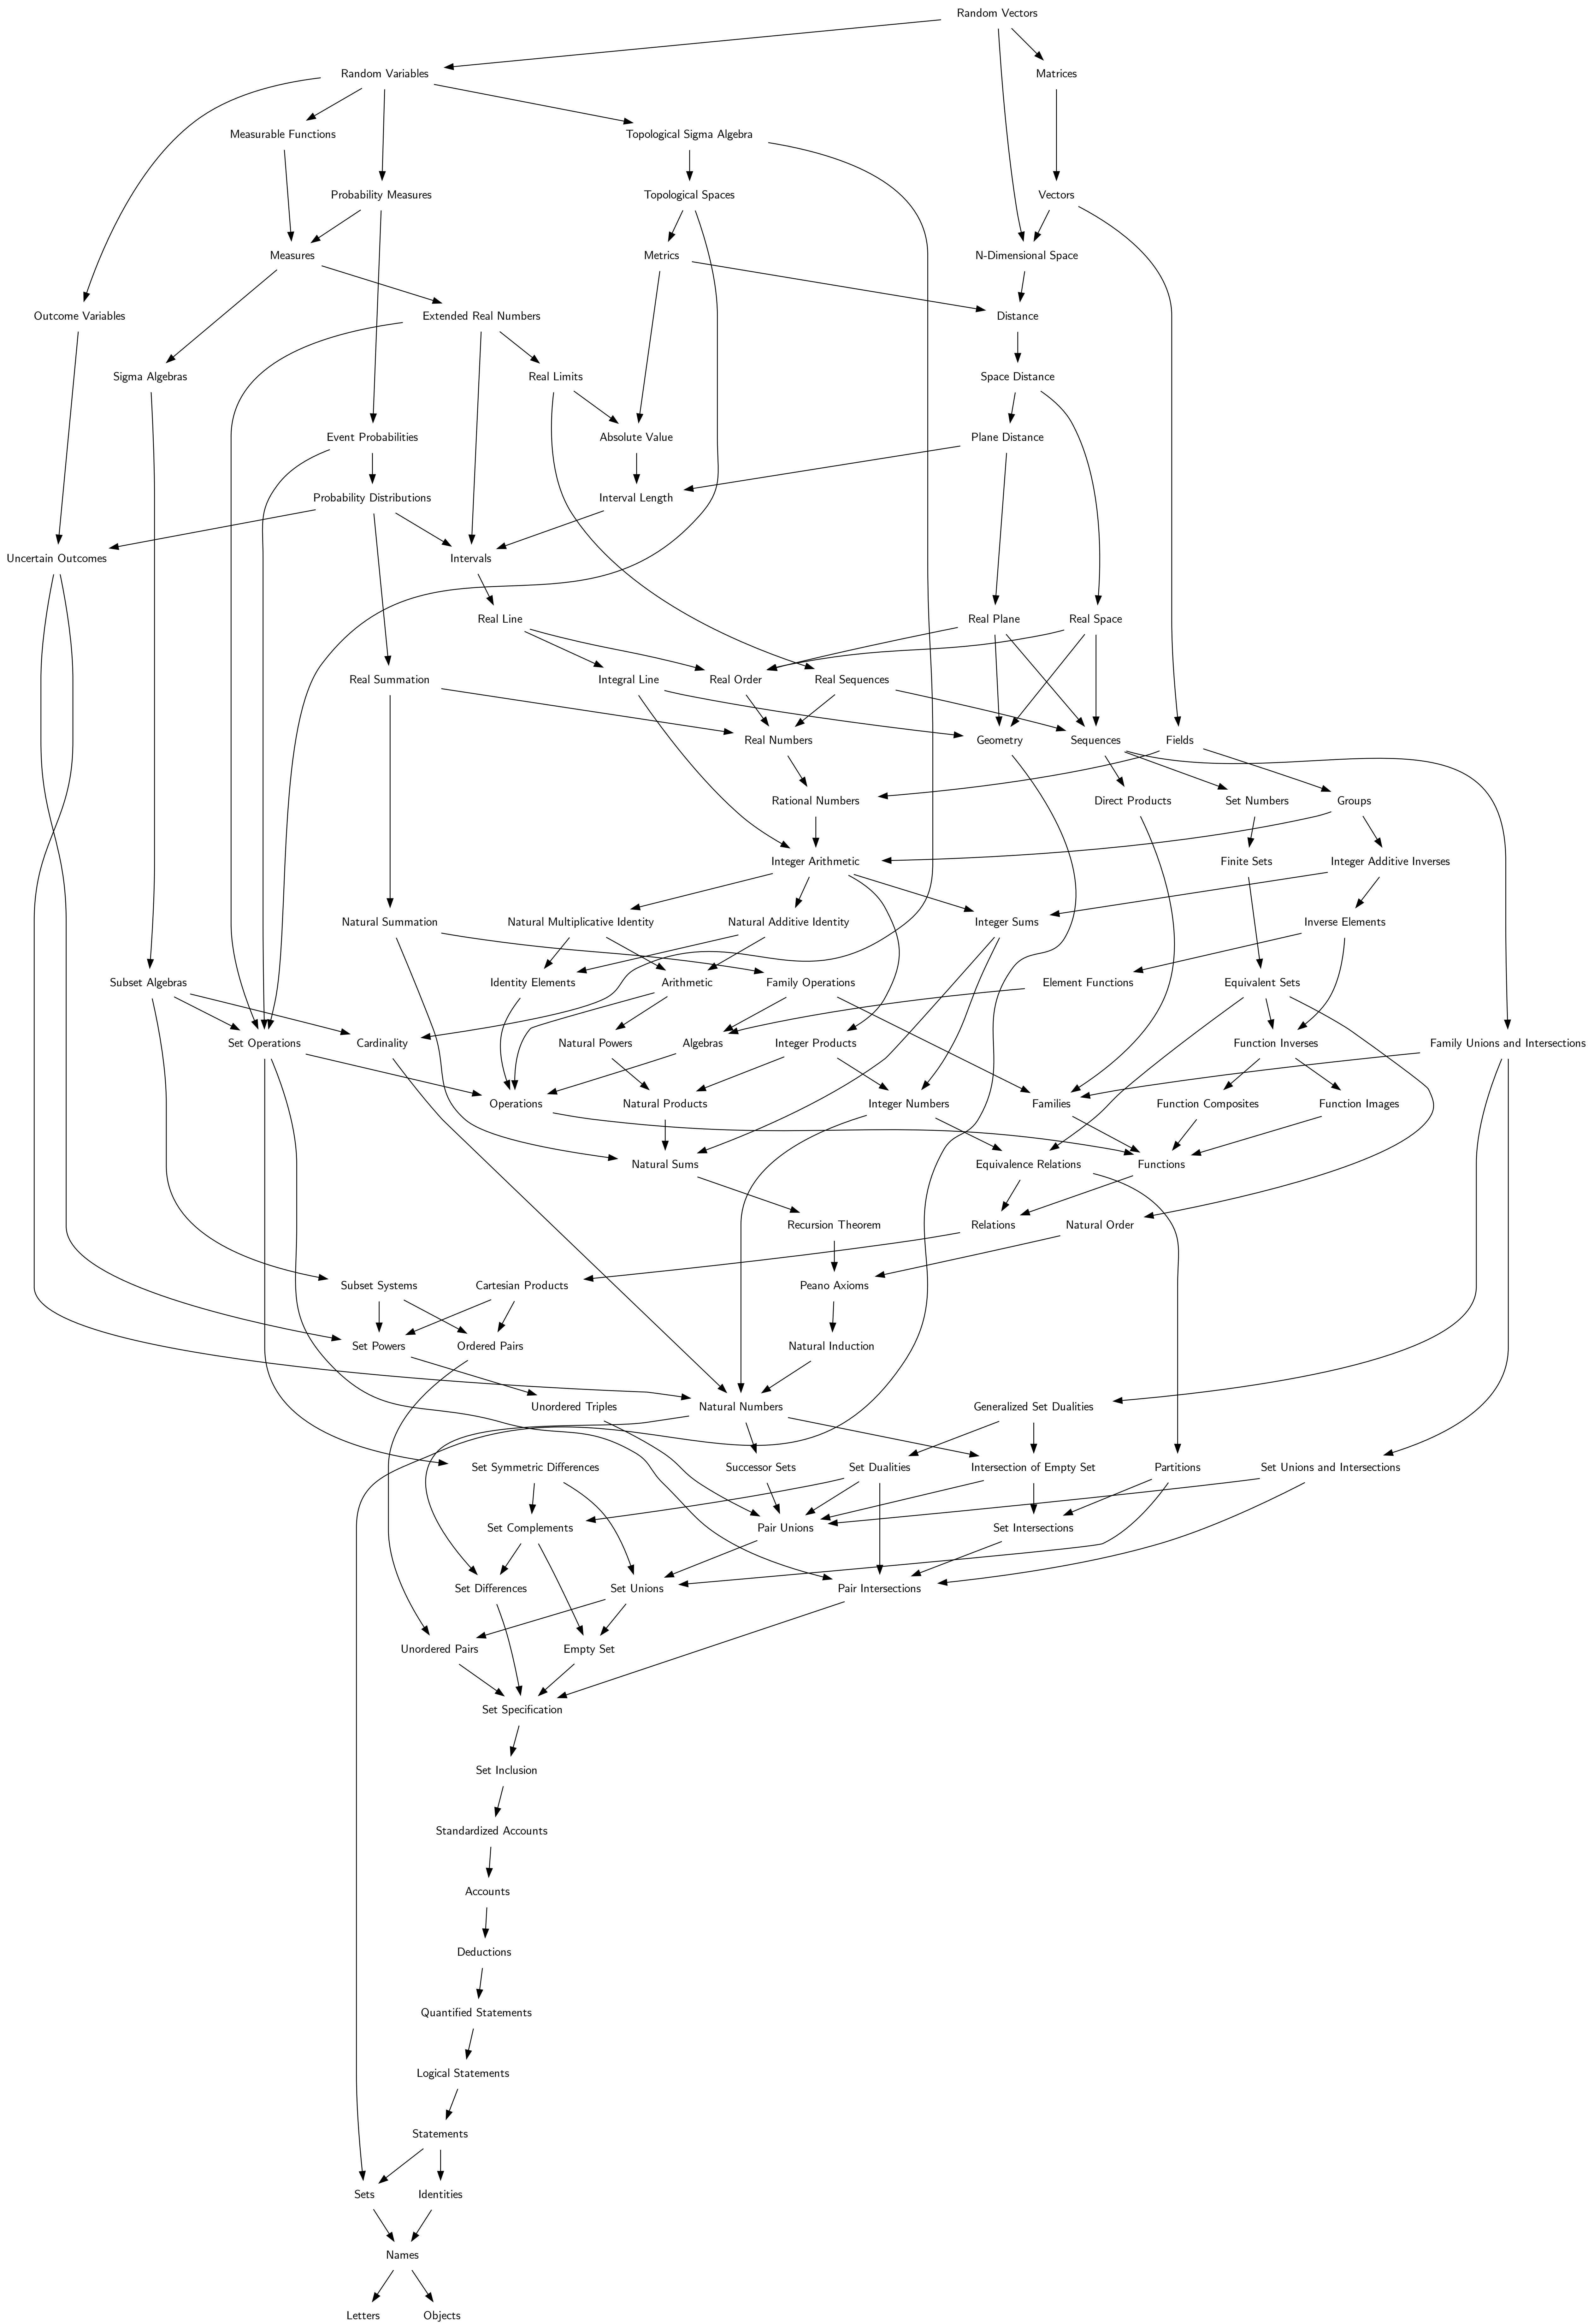 Random Vectors
Random Variables
Matrices
Measurable Functions
Topological Sigma Algebra
Probability Measures
Topological Spaces
Vectors
Measures
Metrics
N-Dimensional Space
Outcome Variables
Extended Real Numbers
Distance
Sigma Algebras
Real Limits
Space Distance
Event Probabilities
Absolute Value
Plane Distance
Probability Distributions
Interval Length
Uncertain Outcomes
Intervals
Real Line
Real Plane
Real Space
Real Summation
Integral Line
Real Order
Real Sequences
Real Numbers
Geometry
Sequences
Fields
Rational Numbers
Direct Products
Set Numbers
Groups
Integer Arithmetic
Finite Sets
Integer Additive Inverses
Natural Summation
Natural Multiplicative Identity
Natural Additive Identity
Integer Sums
Inverse Elements
Subset Algebras
Identity Elements
Arithmetic
Family Operations
Element Functions
Equivalent Sets
Set Operations
Cardinality
Natural Powers
Algebras
Integer Products
Function Inverses
Family Unions and Intersections
Operations
Natural Products
Integer Numbers
Families
Function Composites
Function Images
Natural Sums
Equivalence Relations
Functions
Recursion Theorem
Relations
Natural Order
Subset Systems
Cartesian Products
Peano Axioms
Set Powers
Ordered Pairs
Natural Induction
Unordered Triples
Natural Numbers
Generalized Set Dualities
Set Symmetric Differences
Successor Sets
Set Dualities
Intersection of Empty Set
Partitions
Set Unions and Intersections
Set Complements
Pair Unions
Set Intersections
Set Differences
Set Unions
Pair Intersections
Unordered Pairs
Empty Set
Set Specification
Set Inclusion
Standardized Accounts
Accounts
Deductions
Quantified Statements
Logical Statements
Statements
Sets
Identities
Names
Letters
Objects